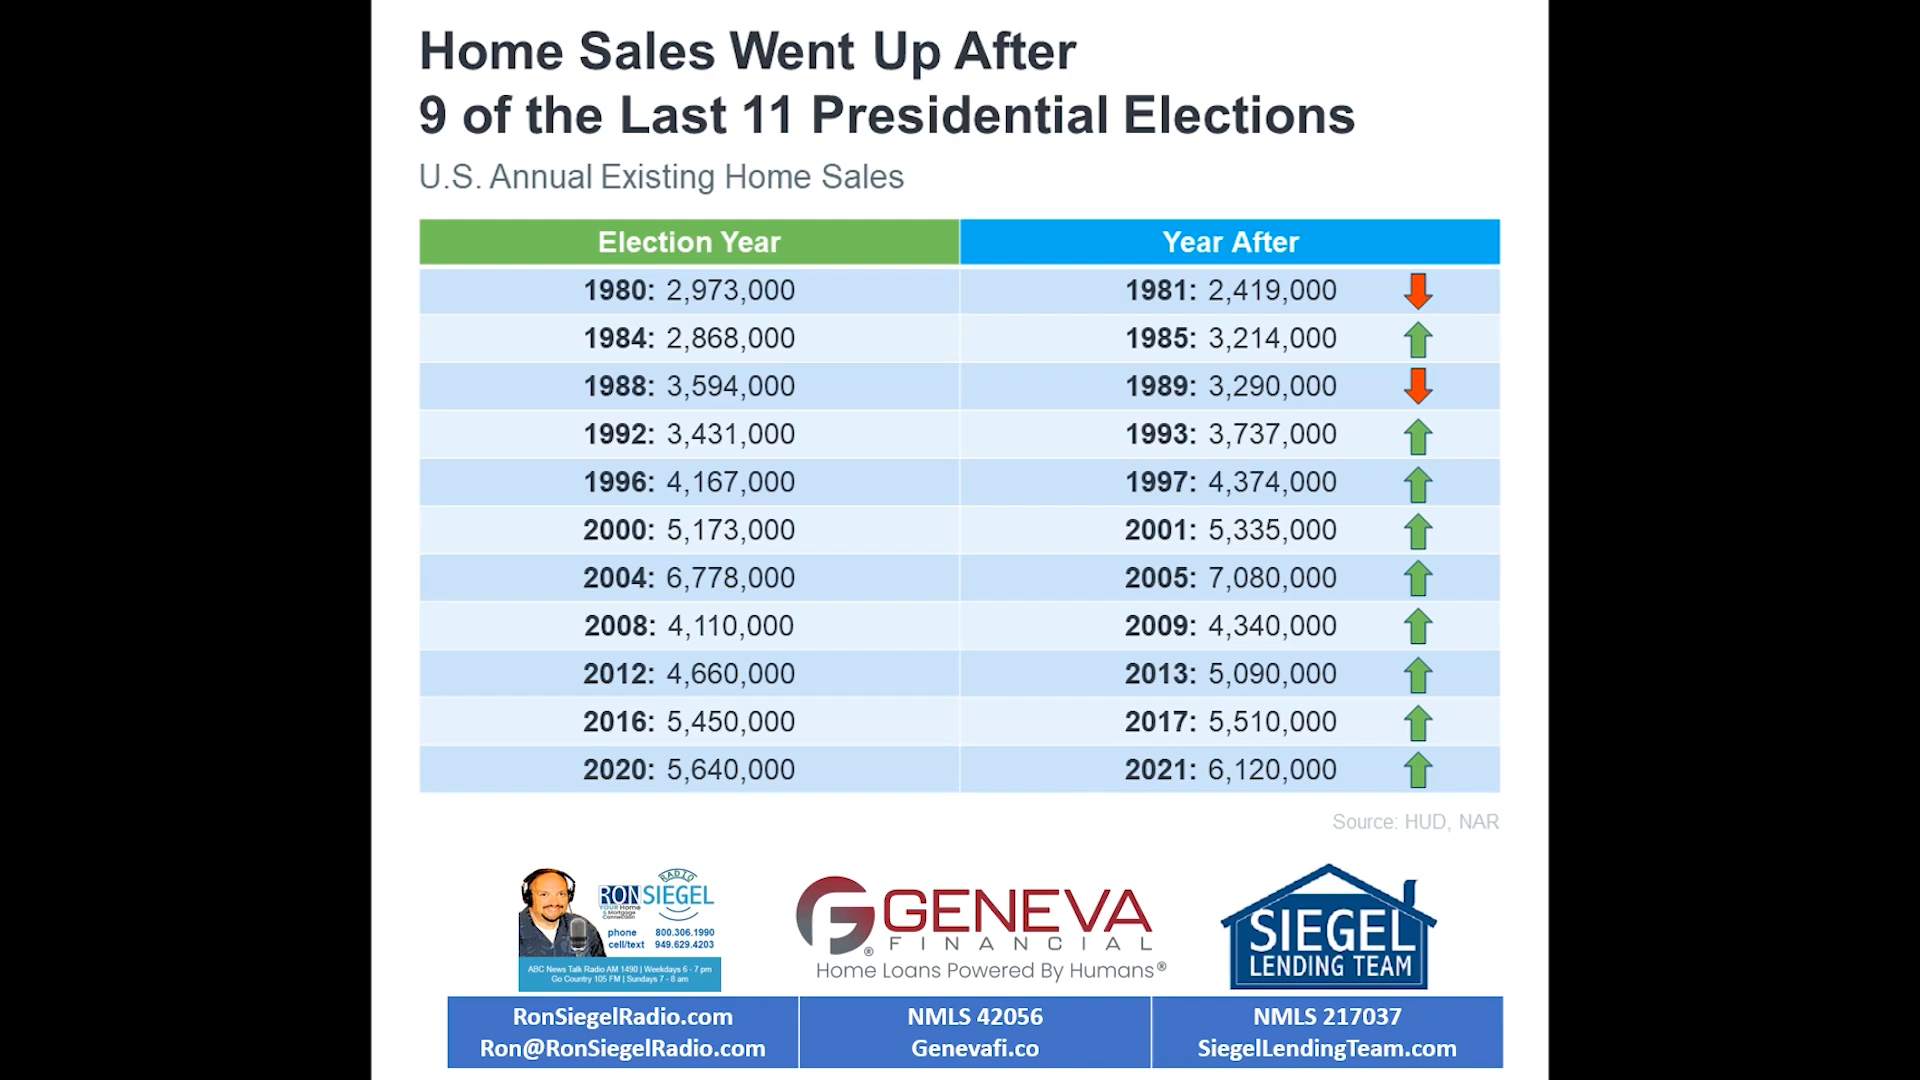 Home Sales Went Up After
9 of the Last 11 Presidential Elections
U.S. Annual Existing Home Sales
Election Year Year After
1980: 2,973,000 1981: 2,419,000
1984: 2,868,000 1985: 3,214,000
1988: 3,594,000 1989: 3,290,000
1992: 3,431,000 1993: 3,737,000
1996: 4,167,000 1997: 4,374,000
2000: 5,173,000 2001: 5,335,000
2004: 6,778,000 2005: 7,080,000
2008: 4,110,000 2009: 4,340,000
2012: 4,660,000 2013: 5,090,000
2016: 5,450,000 2017: 5,510,000
2020: 5,640,000 2021: 6,120,000
Source: HUD, NAR
RADIO
RONSIEGEL
YOUR Home
& Mortgage
Connection
phone 800.306.1990
cell/text 949.629.4203
ABC News Talk Radio AM 1490 | Weekdays 6 - 7 pm
Go Country 105 FM | Sundays 7 - 8 am
G GENEVA
® FINANCIAL
Home Loans Powered By Humans®
SIEGEL
LENDING TEAM
RonSiegelRadio.com NMLS 42056 NMLS 217037
Ron@RonSiegelRadio.com Genevafi.co SiegelLendingTeam.com